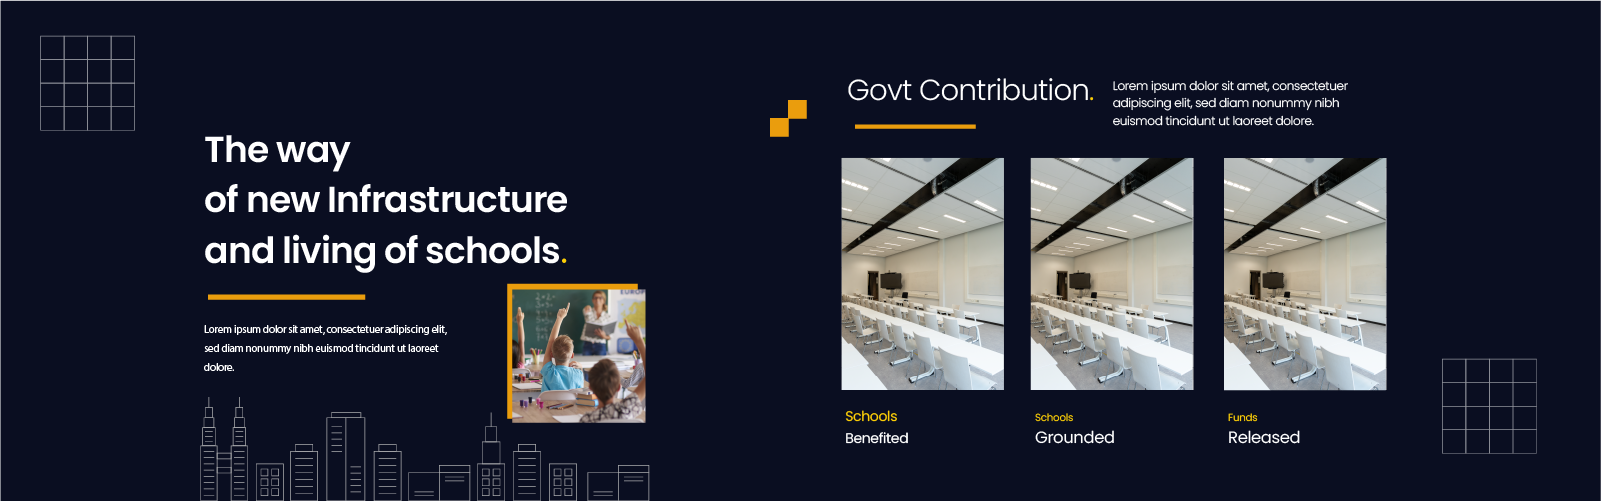 The way
of new Infrastructure
and living of schools.
Lorem ipsum dolor sit amet, consectetuer adipiscing elit,
sed diam nonummy nibh euismod tincidunt ut laoreet
dolore.
Govt Contribution.
Lorem ipsum dolor sit amet, consectetuer
adipiscing elit, sed diam nonummy nibh
euismod tincidunt ut laoreet dolore.
Schools
Benefited
Schools
Grounded
Funds
Released